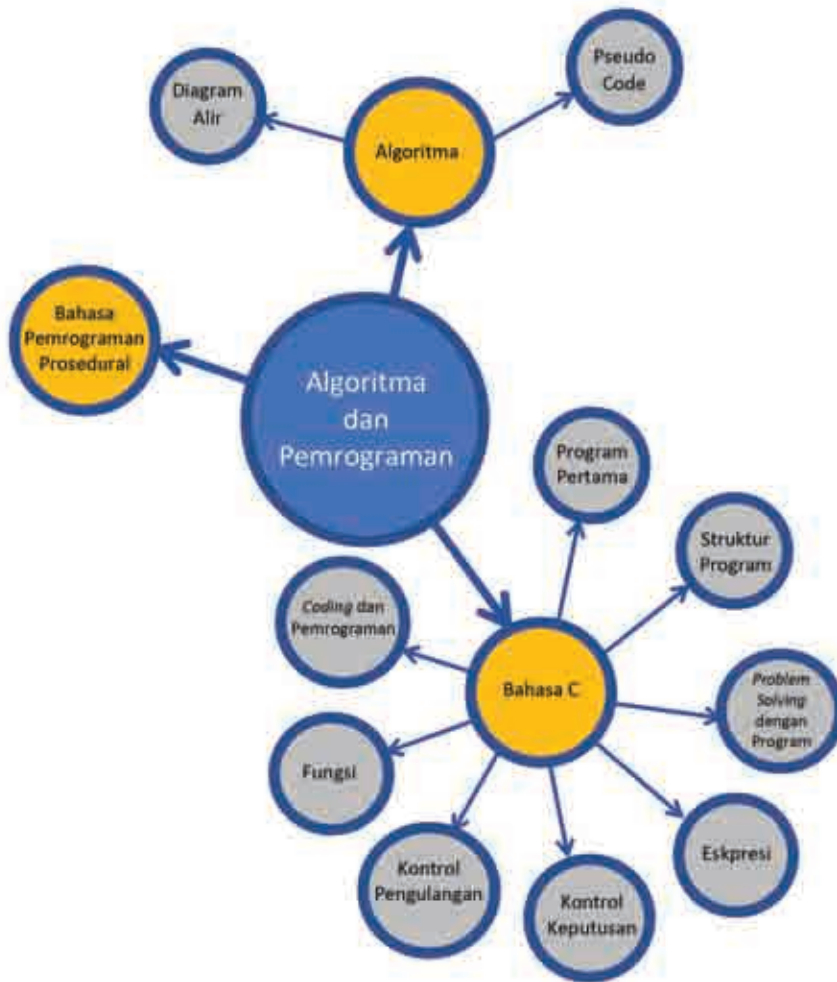 Pseudo
Code
Diagram
Alir
Algoritma
Bahasa
Pemrograman
Prosedural
Algoritma
dan
Pemrograman
Program
Pertama
Struktur
Program
Coding dan
Pemrograman
Bahasa C
Problem
Solving
dengan
Program
Fungsi
Eskpresi
Kontrol
Pengulangan
Kontrol
Keputusan